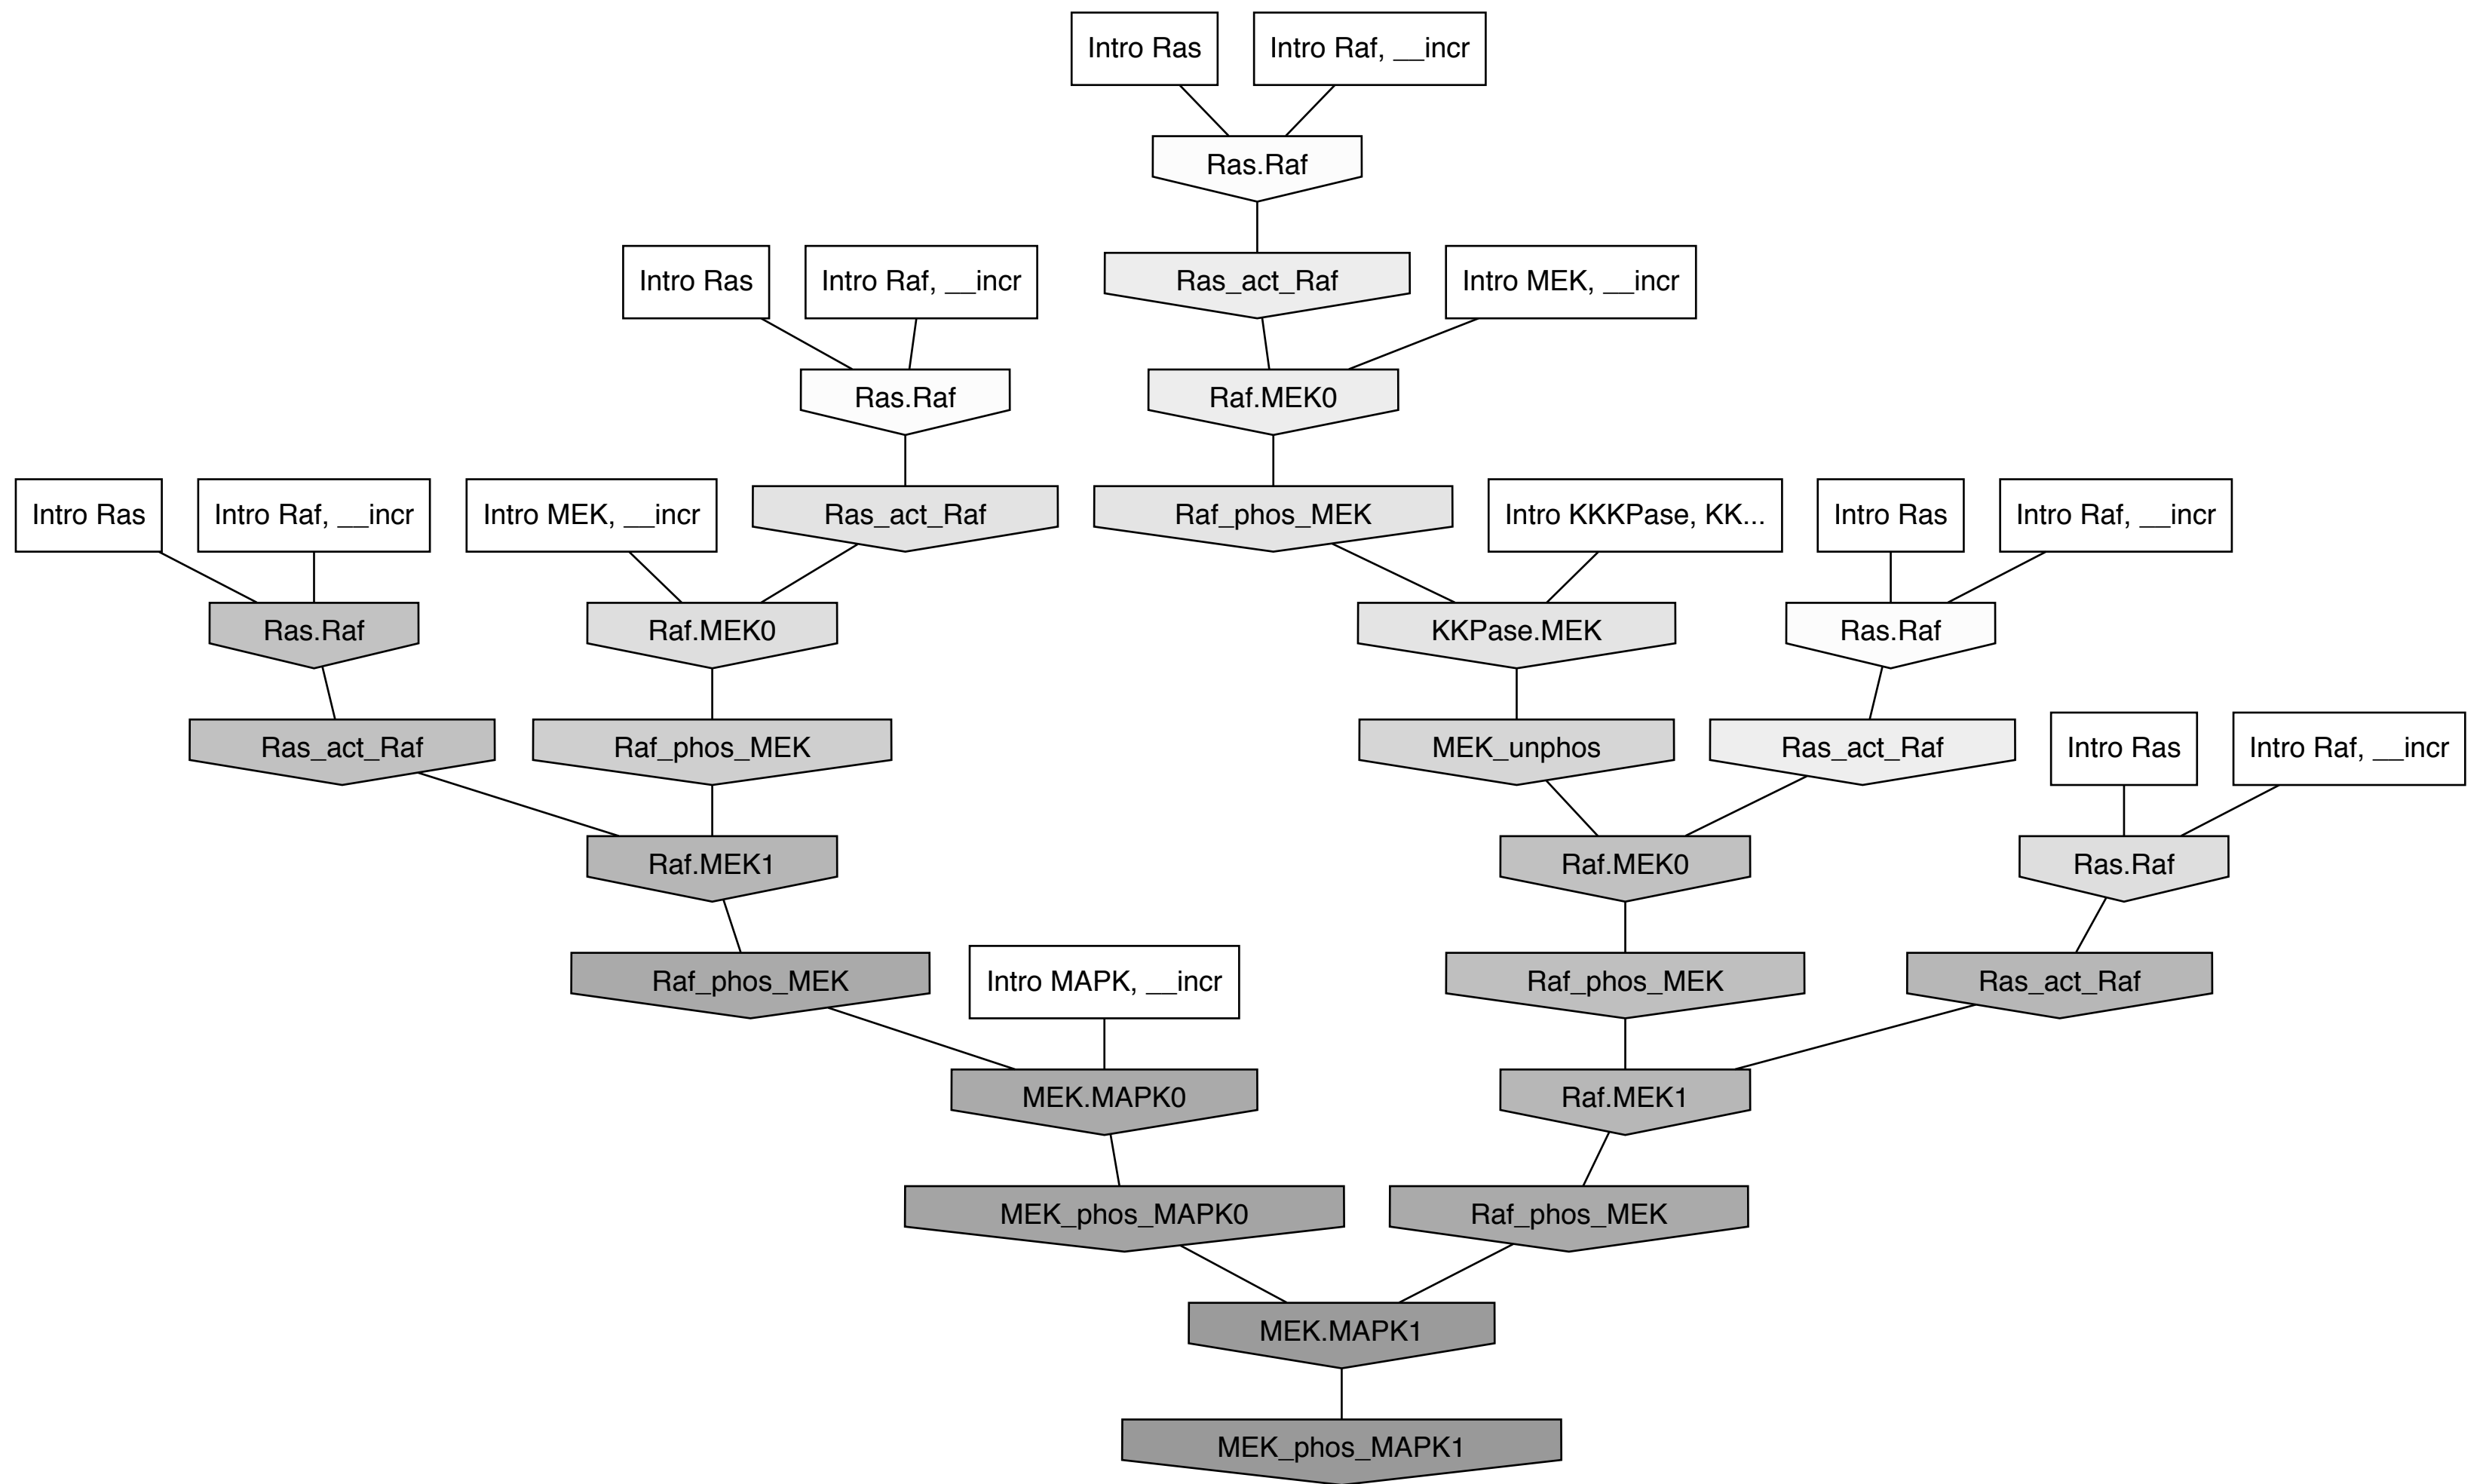 Intro Ras
Intro Raf, __incr
Ras.Raf
Intro Ras
Intro Raf, __incr
Ras_act_Raf
Intro MEK, __incr
Ras.Raf
Raf.MEK0
Intro Ras
Intro Raf, __incr
Intro MEK, __incr
Ras_act_Raf
Raf_phos_MEK
Intro KKKPase, KK...
Intro Ras
Intro Raf, __incr
Ras.Raf
Raf.MEK0
KKPase.MEK
Ras.Raf
Ras_act_Raf
Raf_phos_MEK
MEK_unphos
Ras_act_Raf
Intro Ras
Intro Raf, __incr
Raf.MEK1
Raf.MEK0
Ras.Raf
Raf_phos_MEK
Intro MAPK, __incr
Raf_phos_MEK
Ras_act_Raf
MEK.MAPK0
Raf.MEK1
MEK_phos_MAPK0
Raf_phos_MEK
MEK.MAPK1
MEK_phos_MAPK1